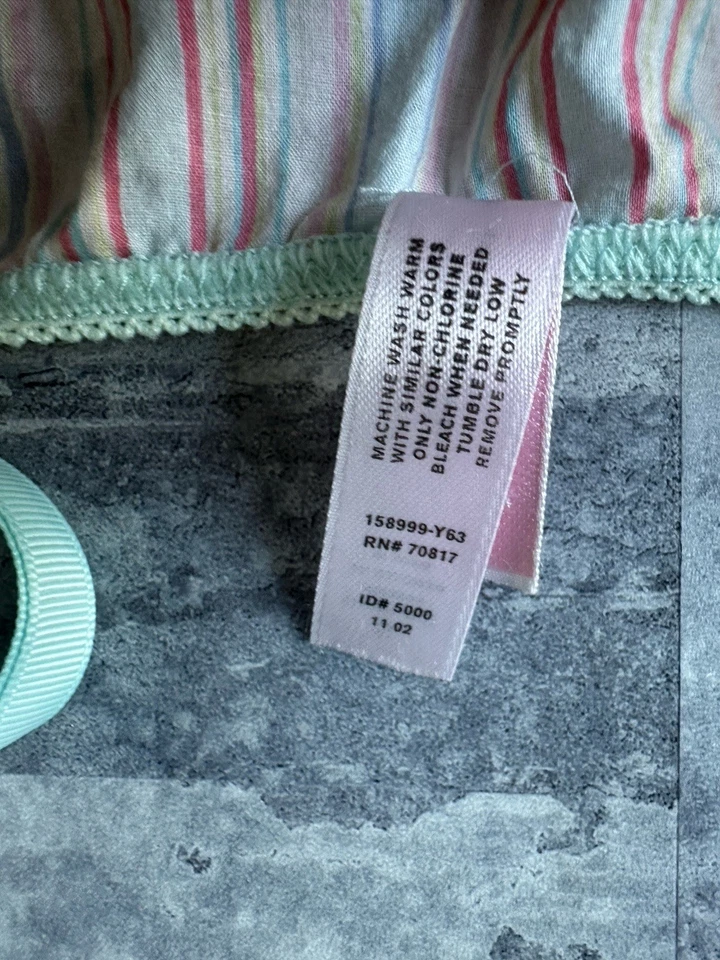 MACHINE WASH WARM
WITH SIMILAR COLORS
ONLY NON-CHLORINE
BLEACH WHEN NEEDED
TUMBLE DRY LOW
REMOVE PROMPTLY
158999-Y63
RN# 70817
ID# 5000
11 02